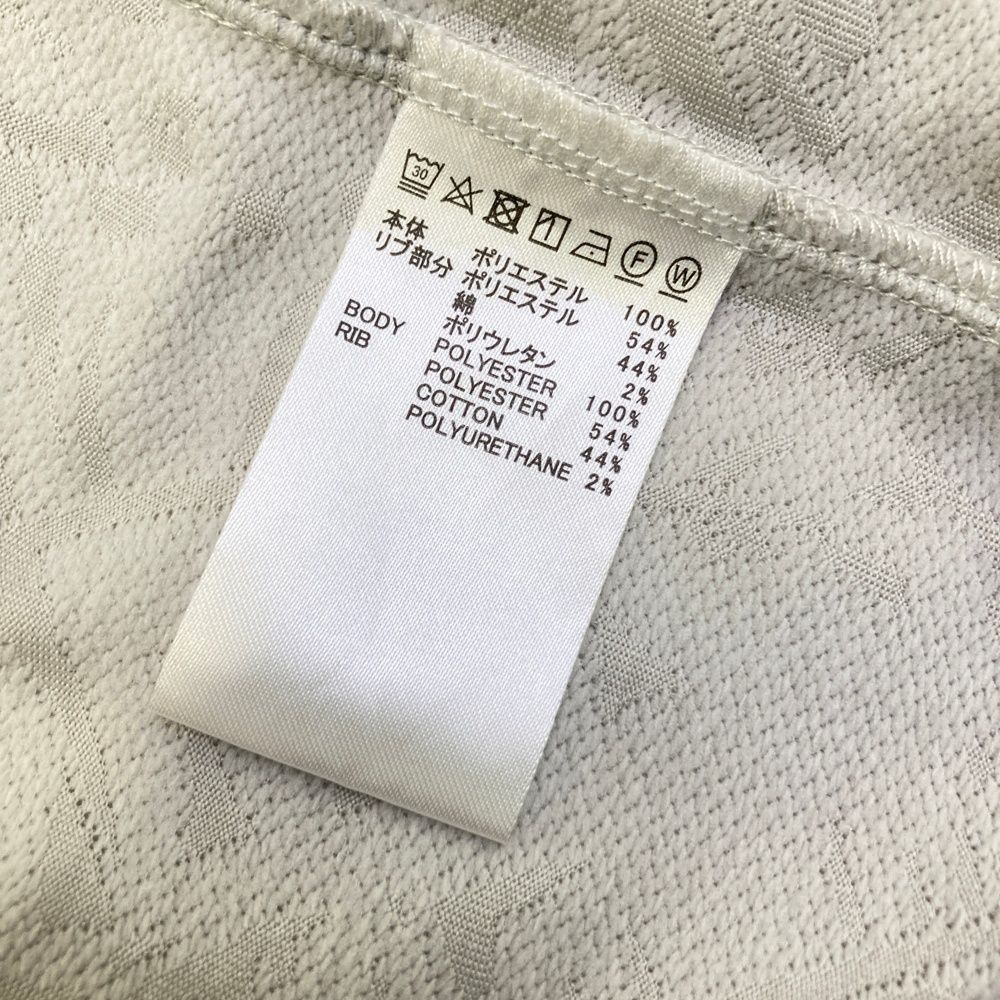 30
F W
本体 ポリエステル 100%
リブ部分 ポリエステル 54%
綿 44%
ポリウレタン 2%
BODY POLYESTER 100%
RIB POLYESTER 54%
COTTON 44%
POLYURETHANE 2%